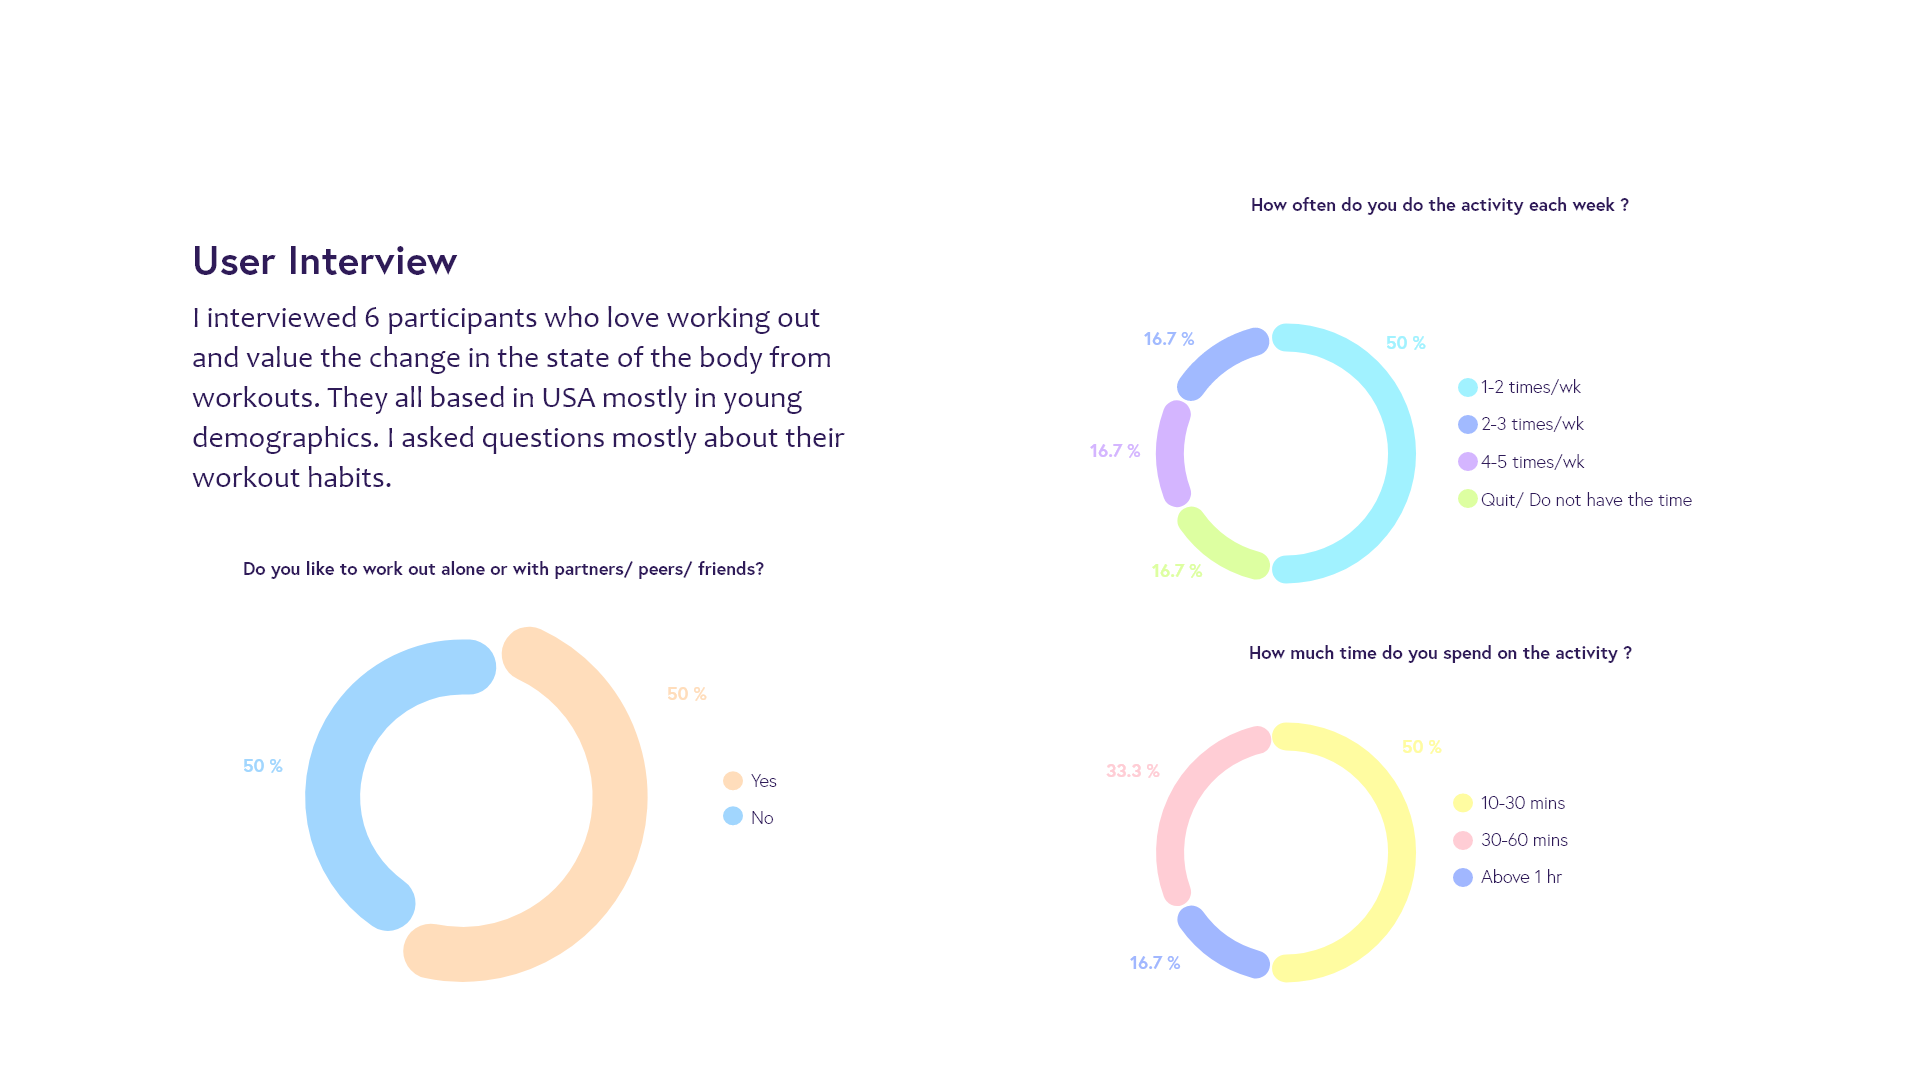 User Interview
I interviewed 6 participants who love working out
and value the change in the state of the body from
workouts. They all based in USA mostly in young
demographics. I asked questions mostly about their
workout habits.
Do you like to work out alone or with partners/ peers/ friends?
50 %
50 %
Yes
No
How often do you do the activity each week ?
16.7 %
50 %
16.7 %
16.7 %
1-2 times/wk
2-3 times/wk
4-5 times/wk
Quit/ Do not have the time
How much time do you spend on the activity ?
50 %
33.3 %
16.7 %
10-30 mins
30-60 mins
Above 1 hr